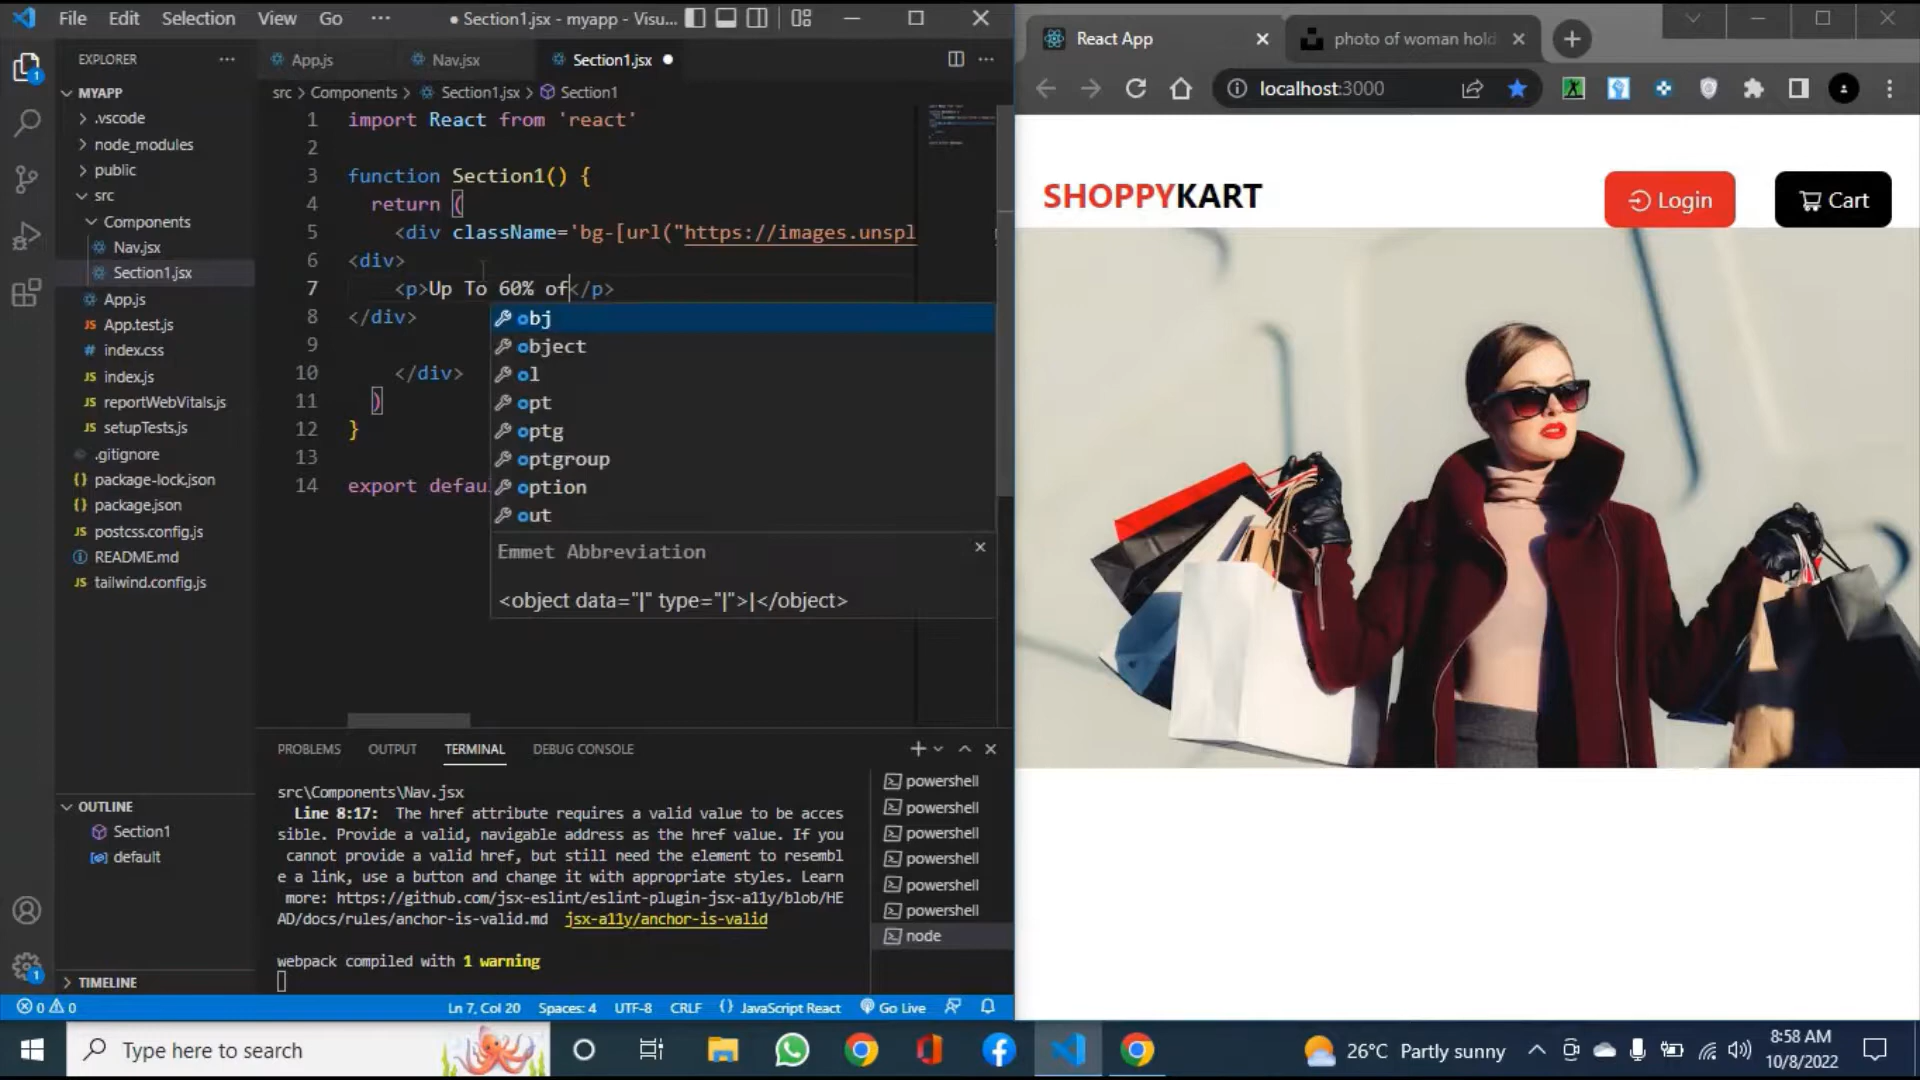 File Edit Selection View Go ··· ● Section1.jsx - myapp - Visu...
EXPLORER ···
MYAPP
.vscode
node_modules
public
src
Components
Nav.jsx
Section1.jsx
App.js
JS App.test.js
# index.css
JS index.js
JS reportWebVitals.js
JS setupTests.js
.gitignore
{} package-lock.json
{} package.json
JS postcss.config.js
README.md
JS tailwind.config.js
OUTLINE
Section1
default
TIMELINE
App.js Nav.jsx Section1.jsx ●
src > Components > Section1.jsx > Section1
1 import React from 'react'
2
3 function Section1() {
4 return (
5 <div className='bg-[url("https://images.unspl
6 <div>
7 <p>Up To 60% of</p>
8 </div>
9
10 </div>
11 )
12 }
13
14 export defau
obj
object
ol
opt
optg
optgroup
option
out
Emmet Abbreviation
<object data="|" type="|">|</object>
PROBLEMS OUTPUT TERMINAL DEBUG CONSOLE
src\Components\Nav.jsx
Line 8:17: The href attribute requires a valid value to be acces
sible. Provide a valid, navigable address as the href value. If you
cannot provide a valid href, but still need the element to resembl
e a link, use a button and change it with appropriate styles. Learn
more: https://github.com/jsx-eslint/eslint-plugin-jsx-a11y/blob/HE
AD/docs/rules/anchor-is-valid.md jsx-a11y/anchor-is-valid
webpack compiled with 1 warning
powershell
powershell
powershell
powershell
powershell
powershell
node
0 0 Ln 7, Col 20 Spaces: 4 UTF-8 CRLF {} JavaScript React Go Live
React App photo of woman hold
localhost:3000
SHOPPYKART Login Cart
Type here to search
26°C Partly sunny
8:58 AM
10/8/2022